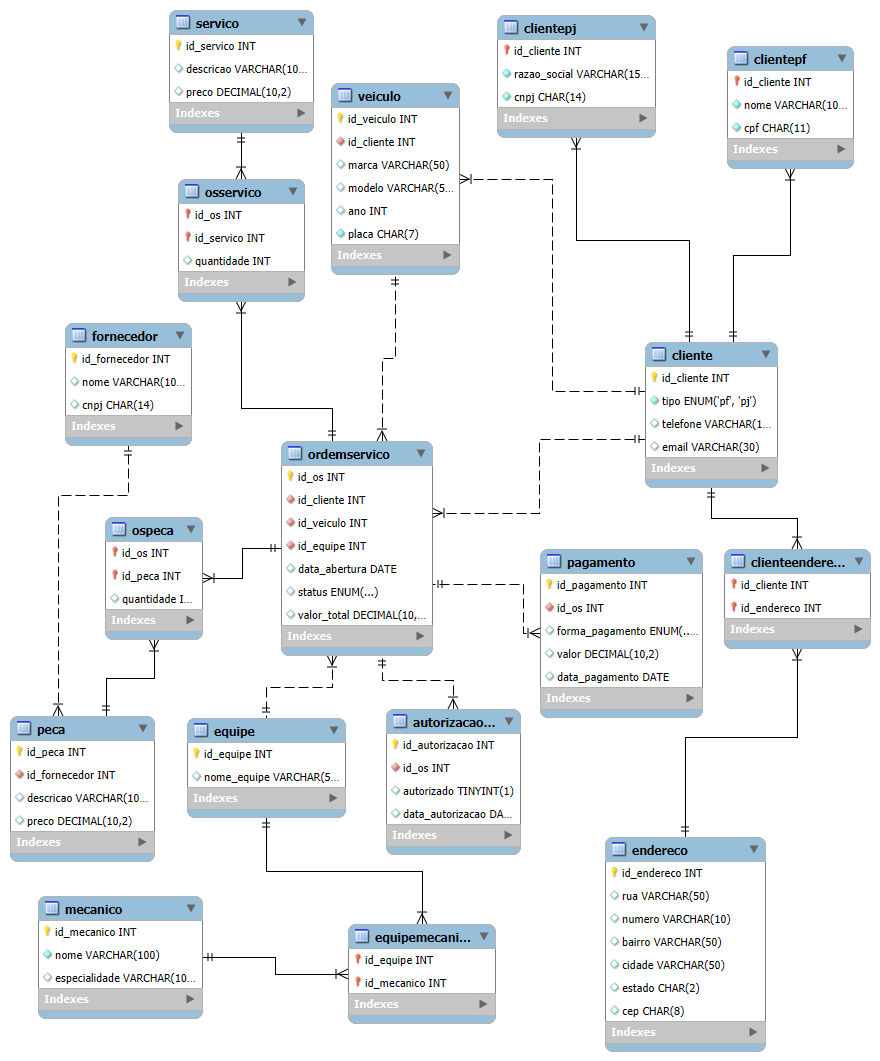 servico
id_servico INT
descricao VARCHAR(10...
preco DECIMAL(10,2)
Indexes
clientepj
id_cliente INT
razao_social VARCHAR(15...
cnpj CHAR(14)
Indexes
clientepf
id_cliente INT
nome VARCHAR(10...
cpf CHAR(11)
Indexes
veiculo
id_veiculo INT
id_cliente INT
marca VARCHAR(50)
modelo VARCHAR(5...
ano INT
placa CHAR(7)
Indexes
osservico
id_os INT
id_servico INT
quantidade INT
Indexes
fornecedor
id_fornecedor INT
nome VARCHAR(10...
cnpj CHAR(14)
Indexes
cliente
id_cliente INT
tipo ENUM('pf', 'pj')
telefone VARCHAR(1...
email VARCHAR(30)
Indexes
ordemservico
id_os INT
id_cliente INT
id_veiculo INT
id_equipe INT
data_abertura DATE
status ENUM(...)
valor_total DECIMAL(10,...
Indexes
ospeca
id_os INT
id_peca INT
quantidade I...
Indexes
pagamento
id_pagamento INT
id_os INT
forma_pagamento ENUM(...
valor DECIMAL(10,2)
data_pagamento DATE
Indexes
clienteendere...
id_cliente INT
id_endereco INT
Indexes
peca
id_peca INT
id_fornecedor INT
descricao VARCHAR(10...
preco DECIMAL(10,2)
Indexes
equipe
id_equipe INT
nome_equipe VARCHAR(5...
Indexes
autorizacao...
id_autorizacao INT
id_os INT
autorizado TINYINT(1)
data_autorizacao DA...
Indexes
endereco
id_endereco INT
rua VARCHAR(50)
numero VARCHAR(10)
bairro VARCHAR(50)
cidade VARCHAR(50)
estado CHAR(2)
cep CHAR(8)
Indexes
mecanico
id_mecanico INT
nome VARCHAR(100)
especialidade VARCHAR(10...
Indexes
equipemecani...
id_equipe INT
id_mecanico INT
Indexes